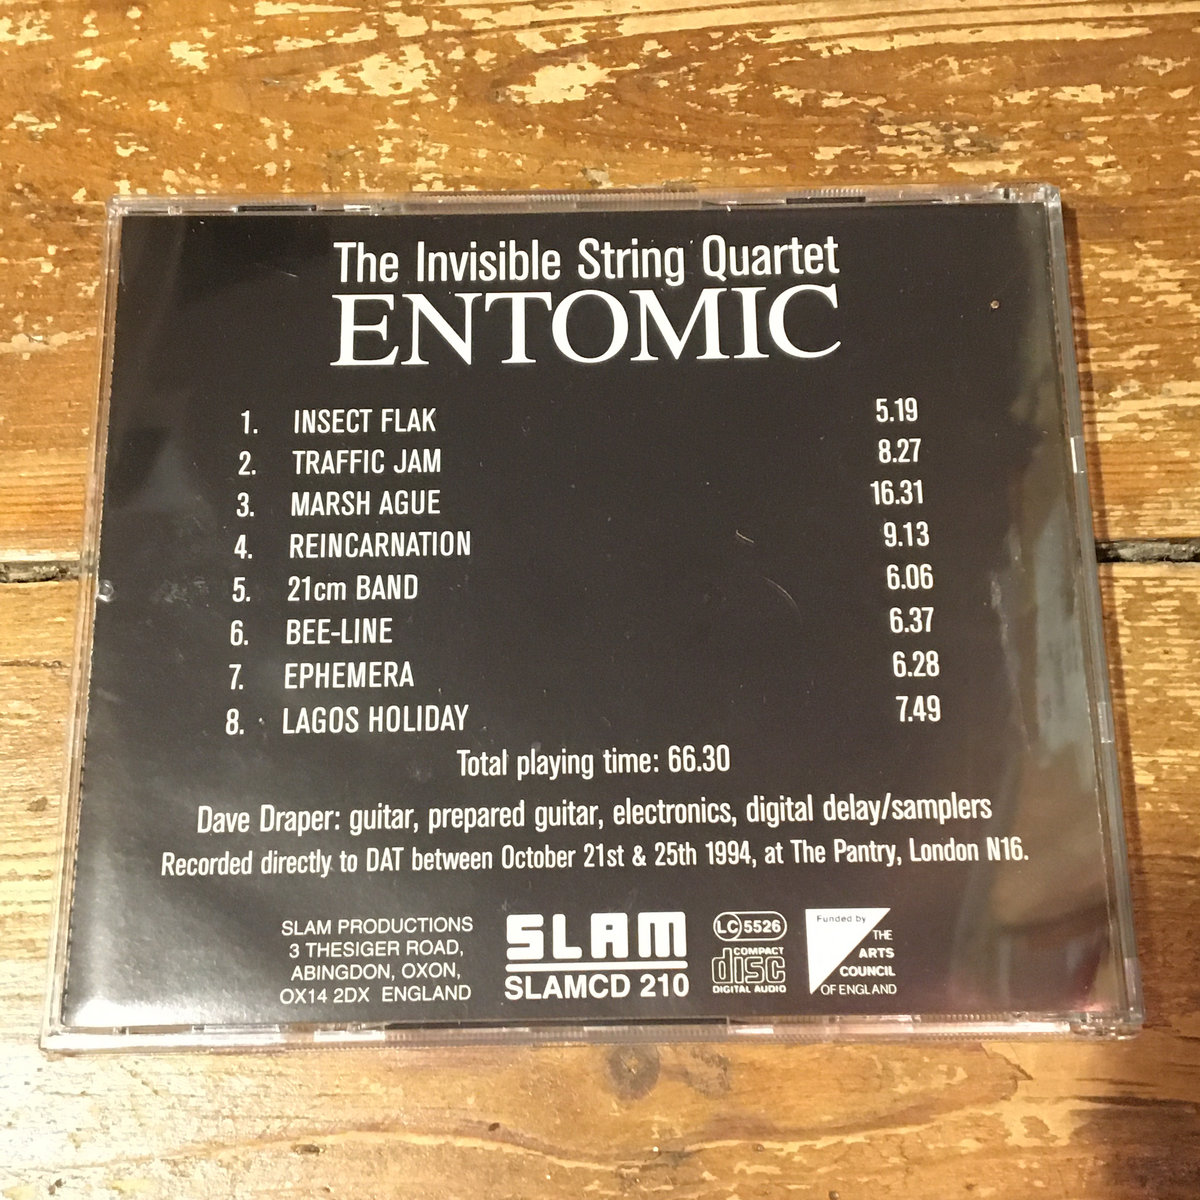 The Invisible String Quartet
ENTOMIC
1. INSECT FLAK 5.19
2. TRAFFIC JAM 8.27
3. MARSH AGUE 16.31
4. REINCARNATION 9.13
5. 21cm BAND 6.06
6. BEE-LINE 6.37
7. EPHEMERA 6.28
8. LAGOS HOLIDAY 7.49
Total playing time: 66.30
Dave Draper: guitar, prepared guitar, electronics, digital delay/samplers
Recorded directly to DAT between October 21st & 25th 1994, at The Pantry, London N16.
SLAM PRODUCTIONS
3 THESIGER ROAD,
ABINGDON, OXON,
OX14 2DX ENGLAND
SLAM
SLAMCD 210
LC 5526
COMPACT
disc
DIGITAL AUDIO
Funded by
THE
ARTS
COUNCIL
OF ENGLAND